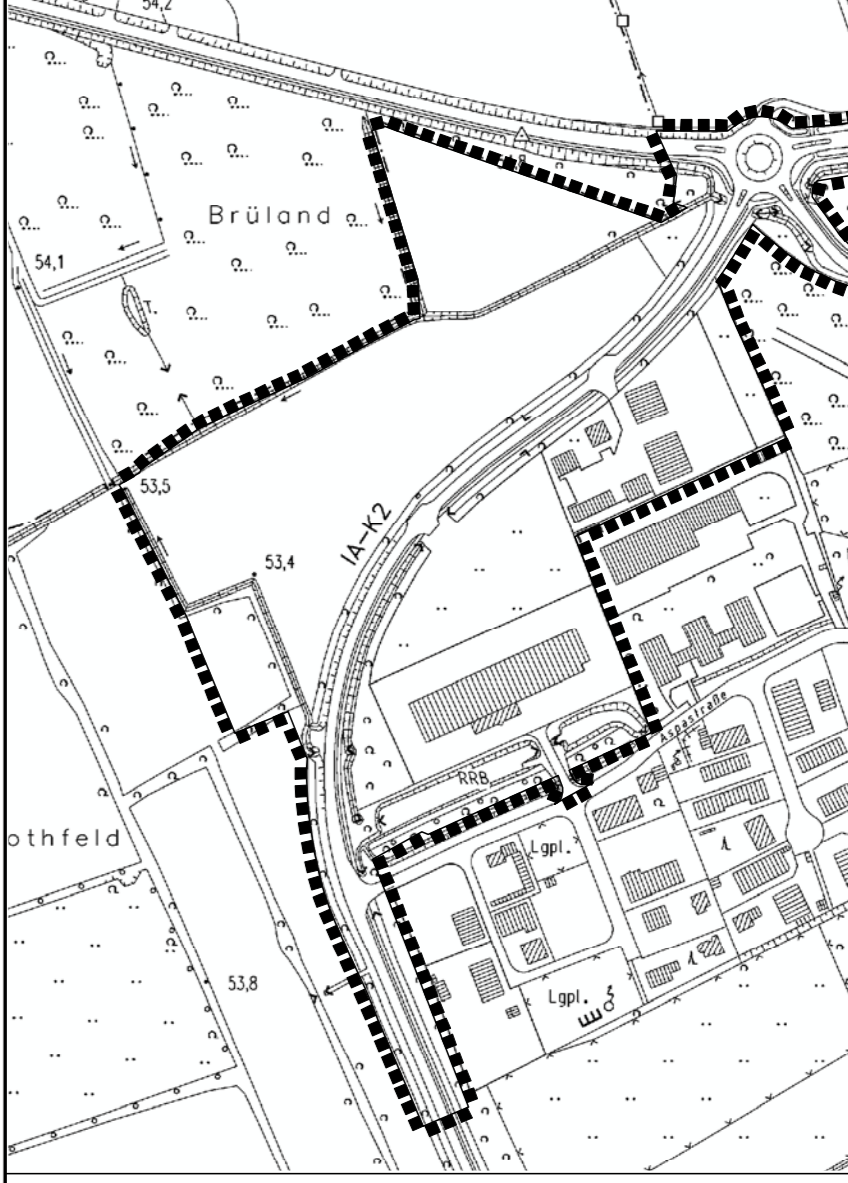 54,2
Brüland
54,1
T.
53,5
IA-K2
53,4
Aspastraße
RRB
Lgpl.
othfeld
53,8
Lgpl.